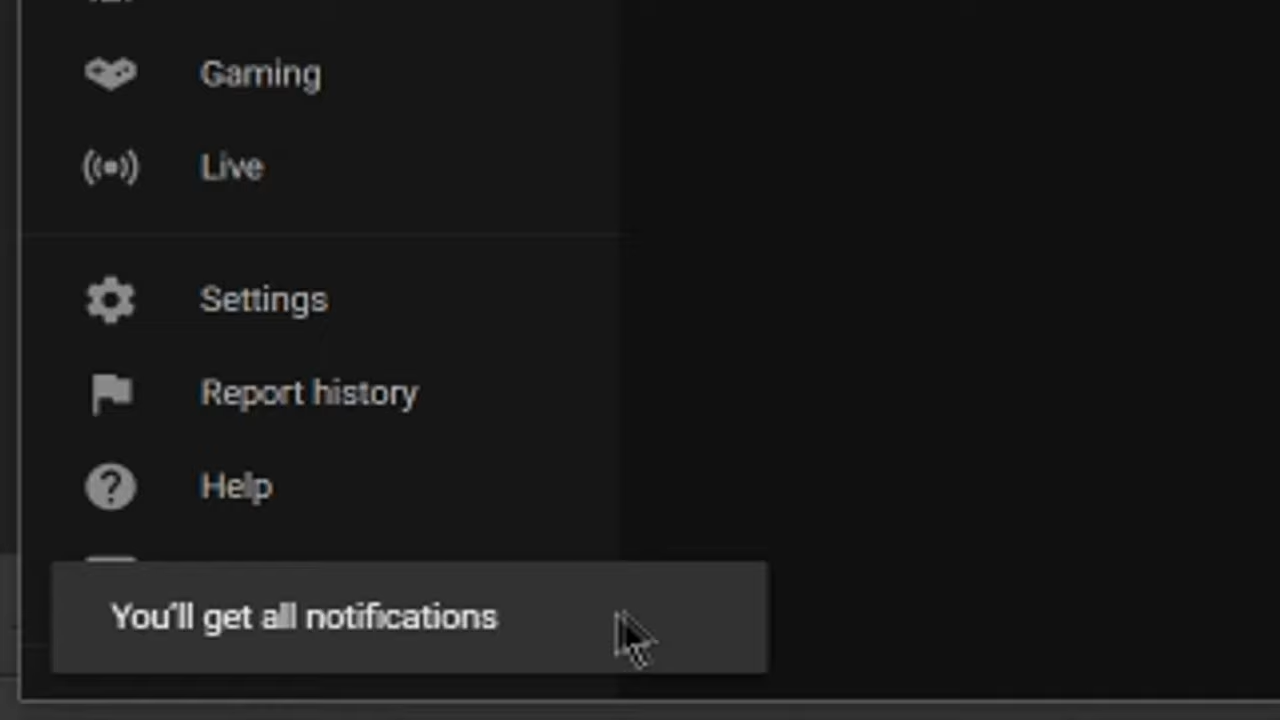 Gaming
Live
Settings
Report history
Help
You'll get all notifications